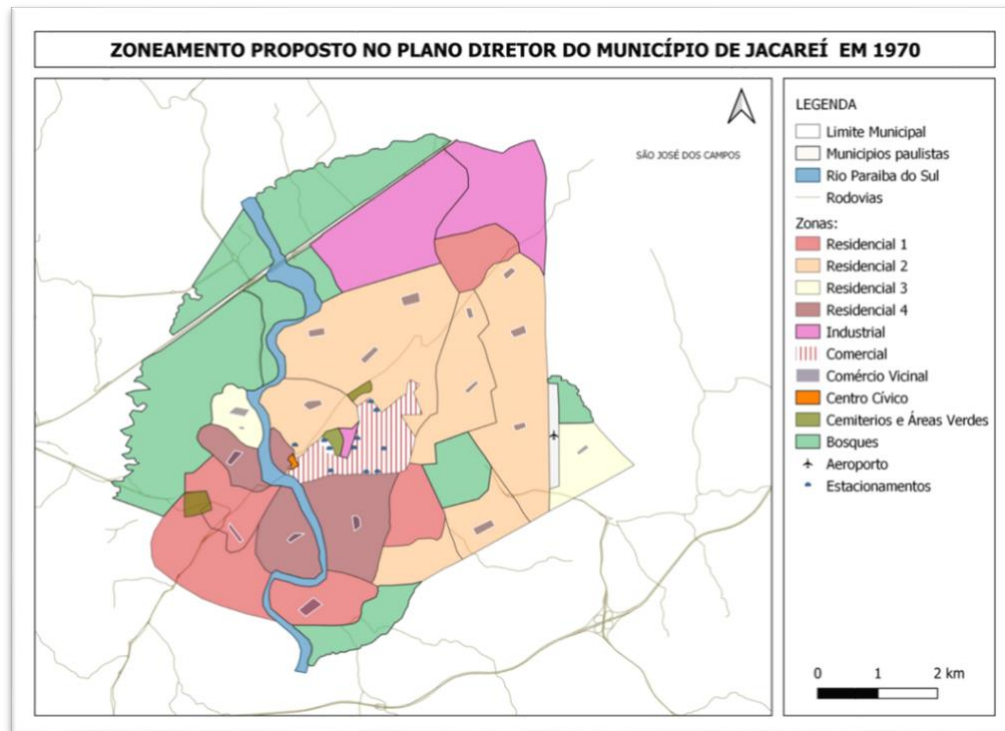 ZONEAMENTO PROPOSTO NO PLANO DIRETOR DO MUNICÍPIO DE JACAREÍ EM 1970
SÃO JOSÉ DOS CAMPOS
LEGENDA
Limite Municipal
Municipios paulistas
Rio Paraiba do Sul
Rodovias
Zonas:
Residencial 1
Residencial 2
Residencial 3
Residencial 4
Industrial
Comercial
Comércio Vicinal
Centro Cívico
Cemiterios e Áreas Verdes
Bosques
Aeroporto
Estacionamentos
0 1 2 km